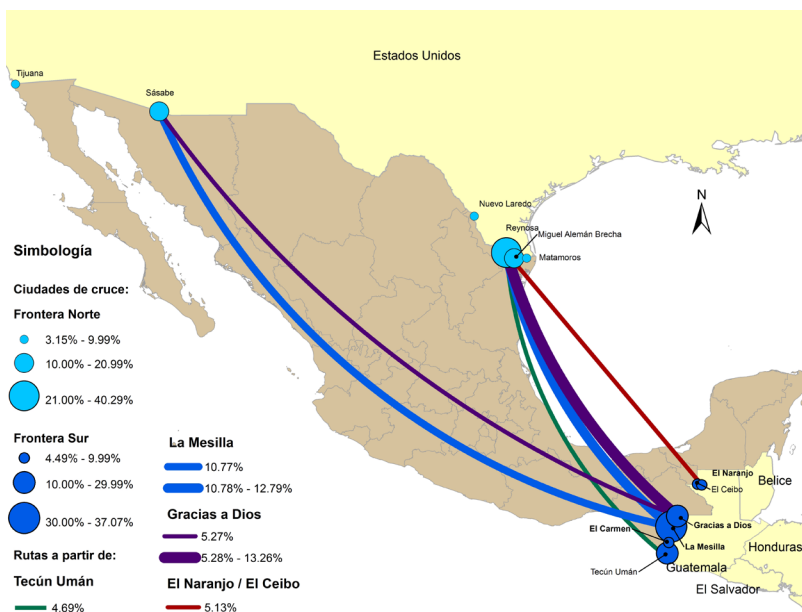 Estados Unidos
Tijuana
Sásabe
Nuevo Laredo
Reynosa
Miguel Alemán Brecha
Matamoros
N
Simbología
Ciudades de cruce:
Frontera Norte
3.15% - 9.99%
10.00% - 20.99%
21.00% - 40.29%
Frontera Sur
4.49% - 9.99%
10.00% - 29.99%
30.00% - 37.07%
Rutas a partir de:
Tecún Umán
4.69%
La Mesilla
10.77%
10.78% - 12.79%
Gracias a Dios
5.27%
5.28% - 13.26%
El Naranjo / El Ceibo
5.13%
El Naranjo
El Ceibo
Belice
Gracias a Dios
El Carmen
La Mesilla
Honduras
Tecún Umán
Guatemala
El Salvador